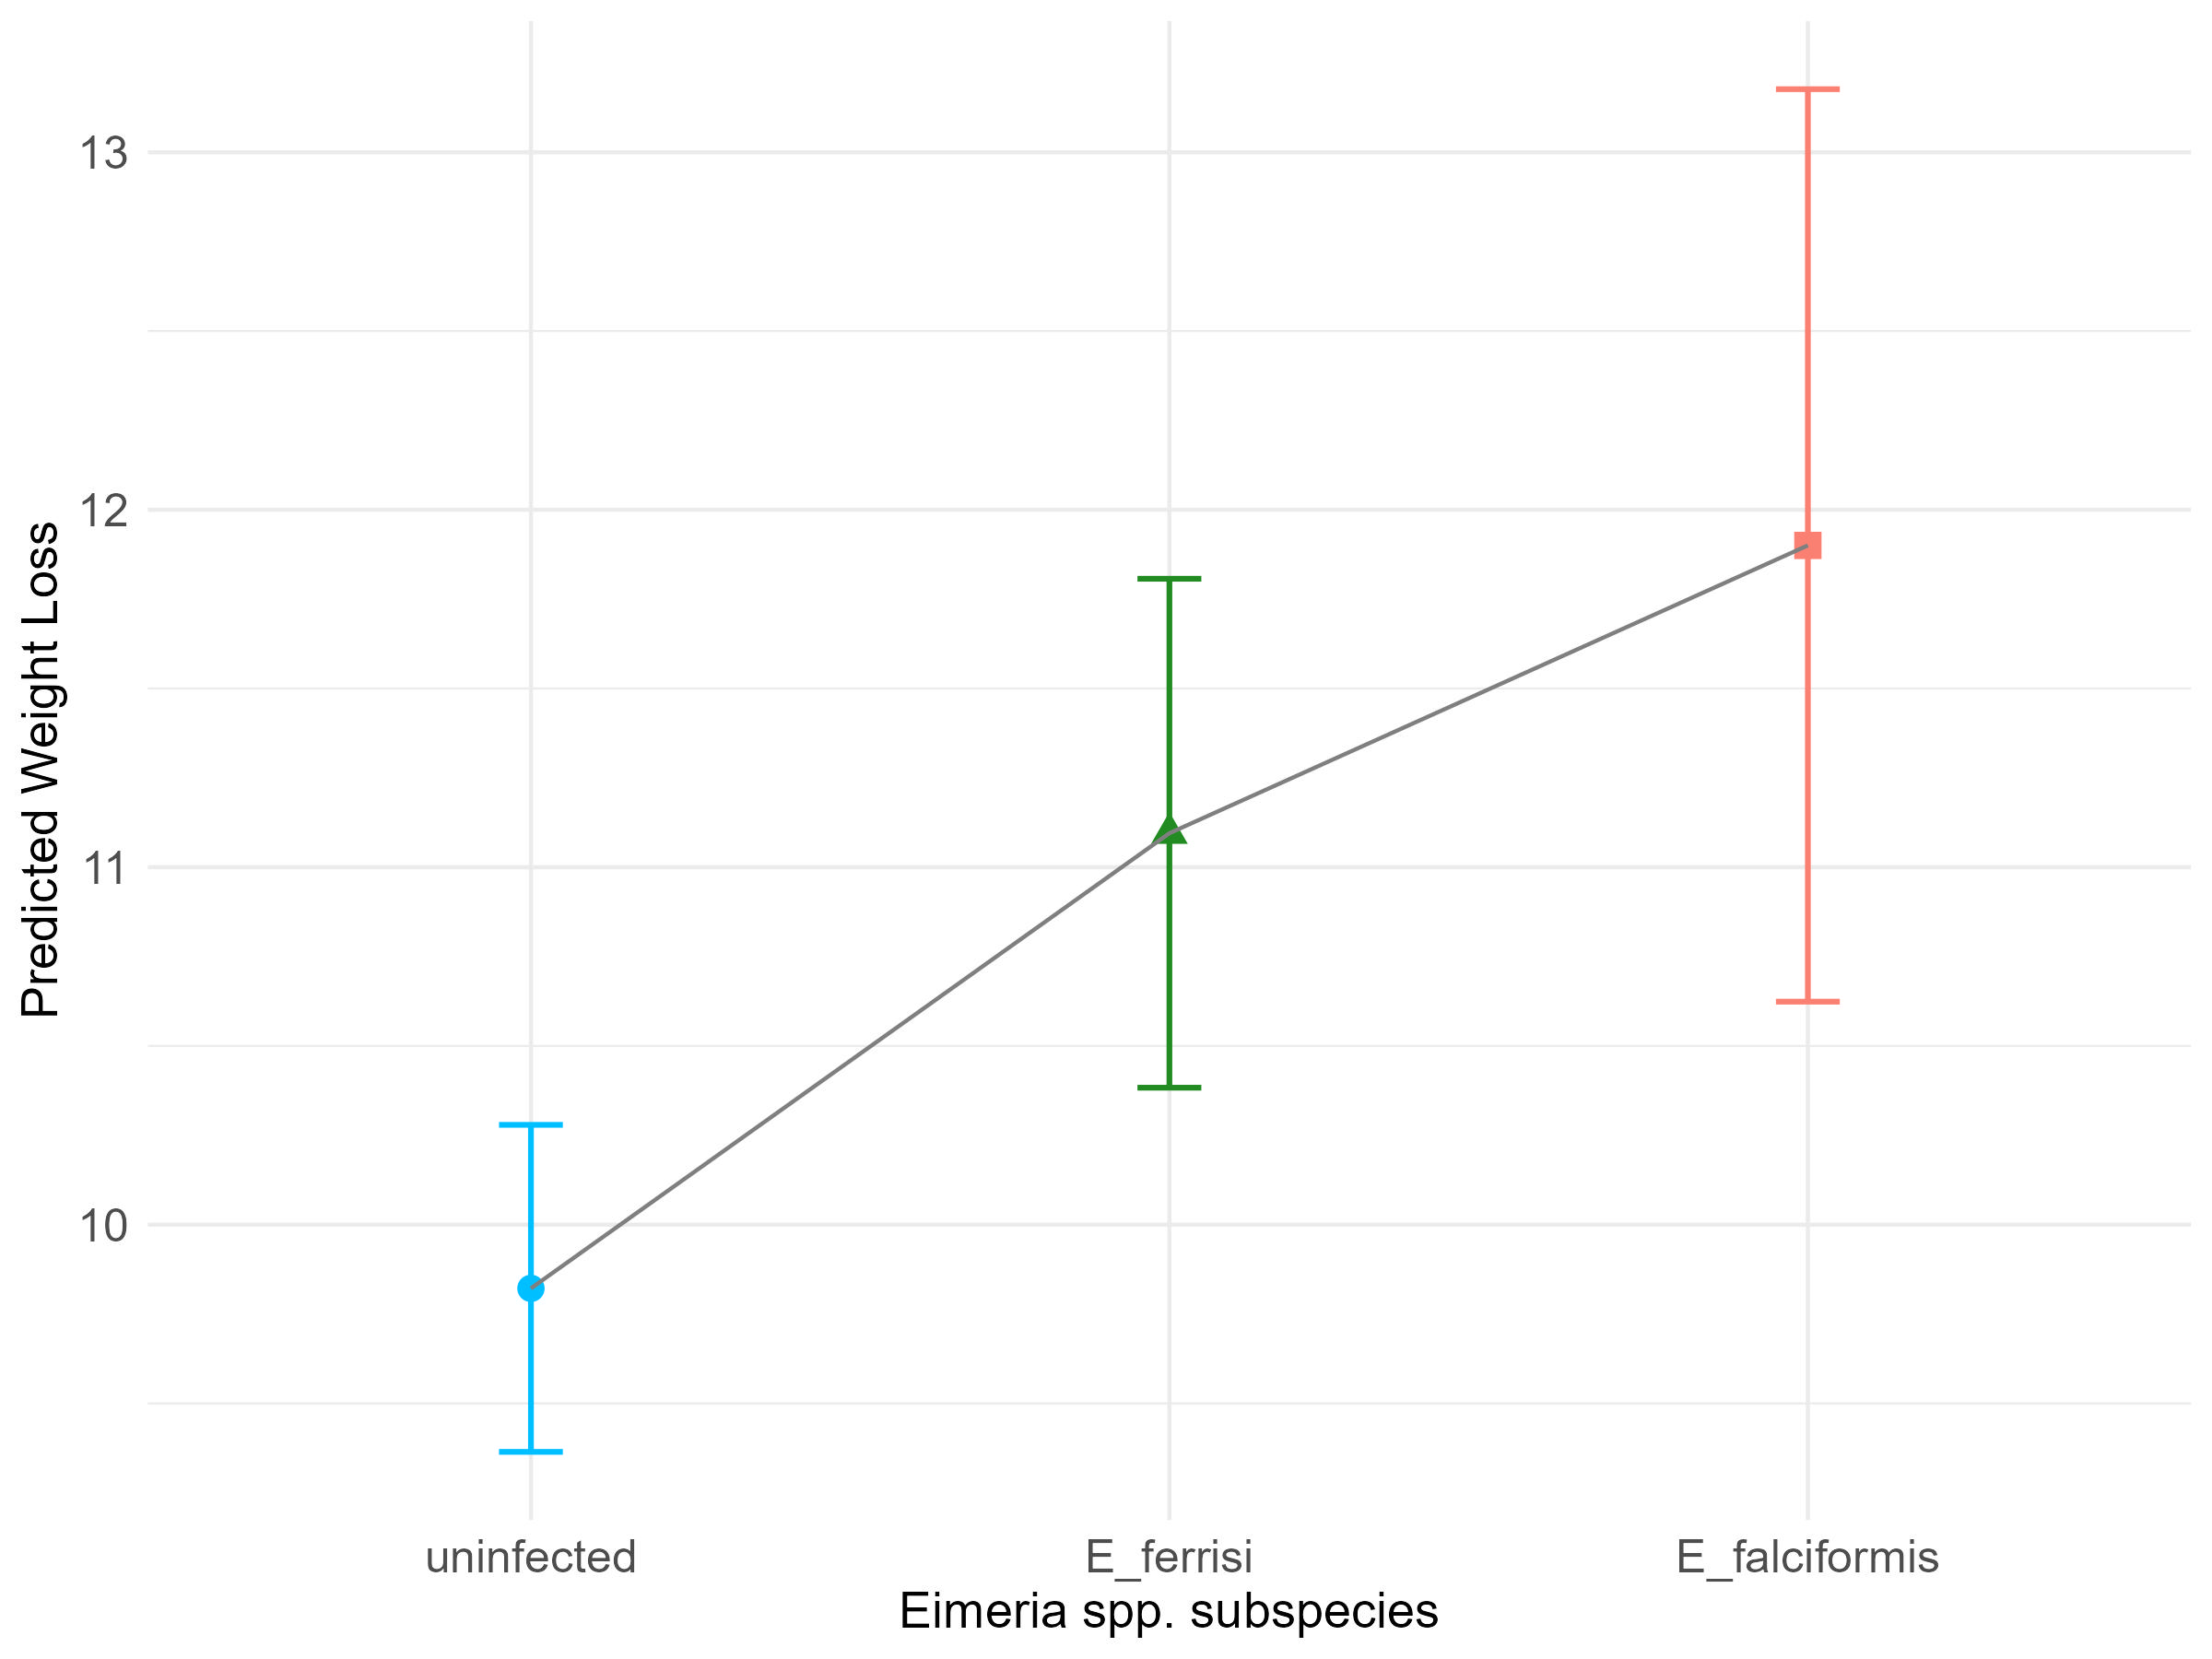 Predicted Weight Loss
13
12
11
10
uninfected E_ferrisi E_falciformis
Eimeria spp. subspecies